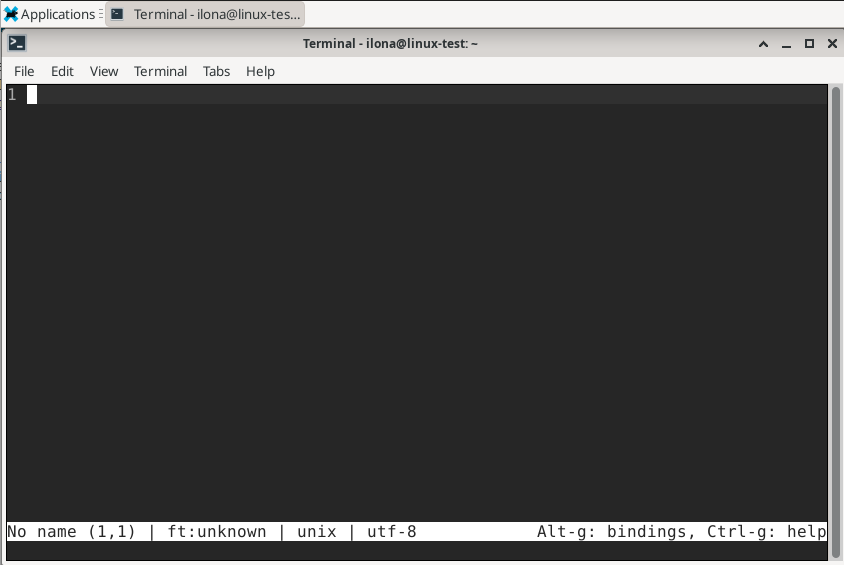 Applications
Terminal - ilona@linux-tes...
Terminal - ilona@linux-test: ~
File Edit View Terminal Tabs Help
1
No name (1,1) | ft:unknown | unix | utf-8 Alt-g: bindings, Ctrl-g: help